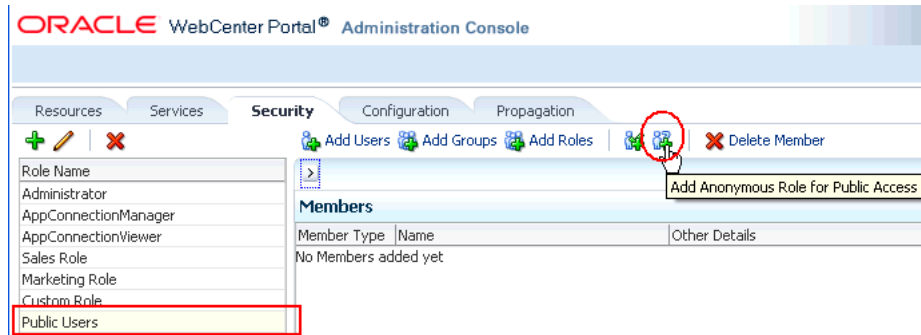 ORACLE WebCenter Portal® Administration Console
Resources Services Security Configuration Propagation
Add Users Add Groups Add Roles Delete Member
Add Anonymous Role for Public Access
Role Name
Administrator
AppConnectionManager
AppConnectionViewer
Sales Role
Marketing Role
Custom Role
Public Users
Members
Member Type Name Other Details
No Members added yet